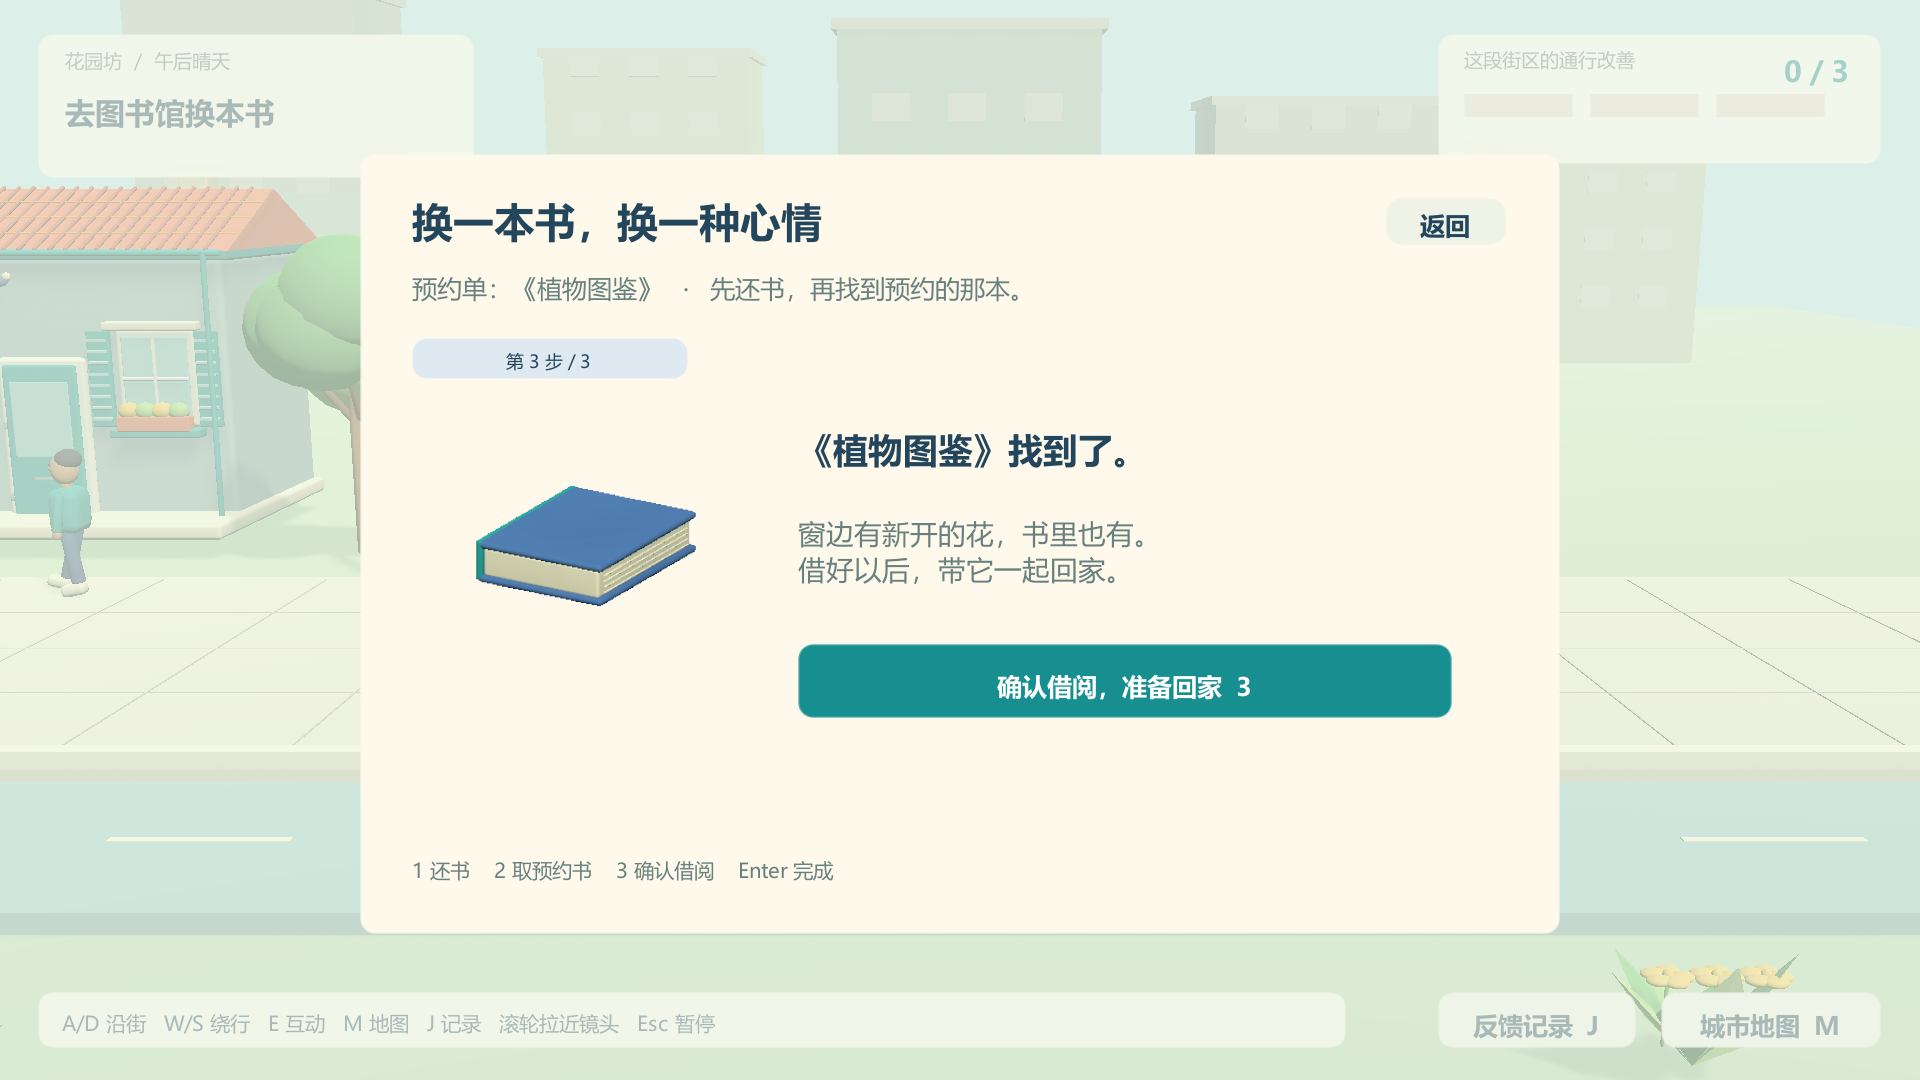 花园坊 / 午后晴天
去图书馆换本书
这段街区的通行改善
0 / 3
换一本书，换一种心情
返回
预约单：《植物图鉴》 · 先还书，再找到预约的那本。
第 3 步 / 3
《植物图鉴》找到了。
窗边有新开的花，书里也有。
借好以后，带它一起回家。
确认借阅，准备回家 3
1 还书 2 取预约书 3 确认借阅 Enter 完成
A/D 沿街 W/S 绕行 E 互动 M 地图 J 记录 滚轮拉近镜头 Esc 暂停
反馈记录 J
城市地图 M